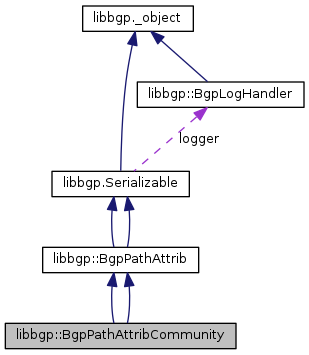 libbgp._object
libbgp::BgpLogHandler
logger
libbgp.Serializable
libbgp::BgpPathAttrib
libbgp::BgpPathAttribCommunity